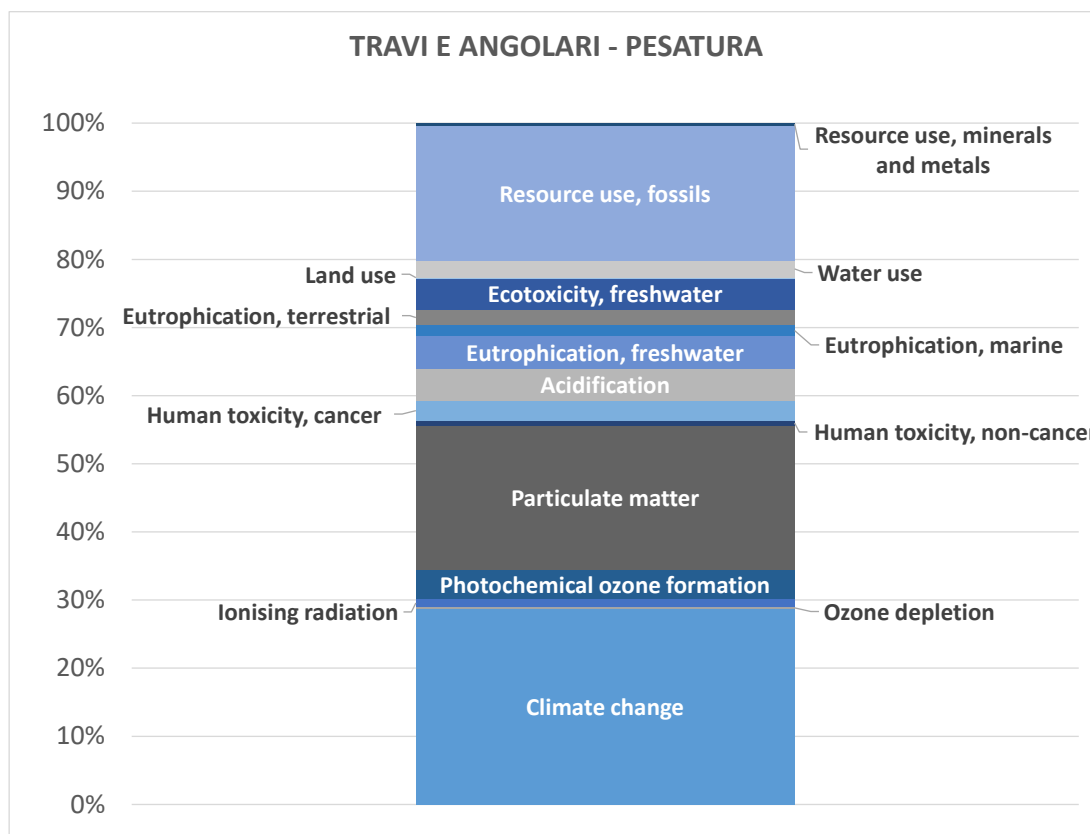 TRAVI E ANGOLARI - PESATURA
100%
Resource use, minerals
and metals
90%
Resource use, fossils
80%
Land use
Water use
Ecotoxicity, freshwater
70%
Eutrophication, terrestrial
Eutrophication, marine
Eutrophication, freshwater
60%
Acidification
Human toxicity, cancer
Human toxicity, non-cancer
50%
Particulate matter
40%
Photochemical ozone formation
30%
Ionising radiation
Ozone depletion
20%
Climate change
10%
0%